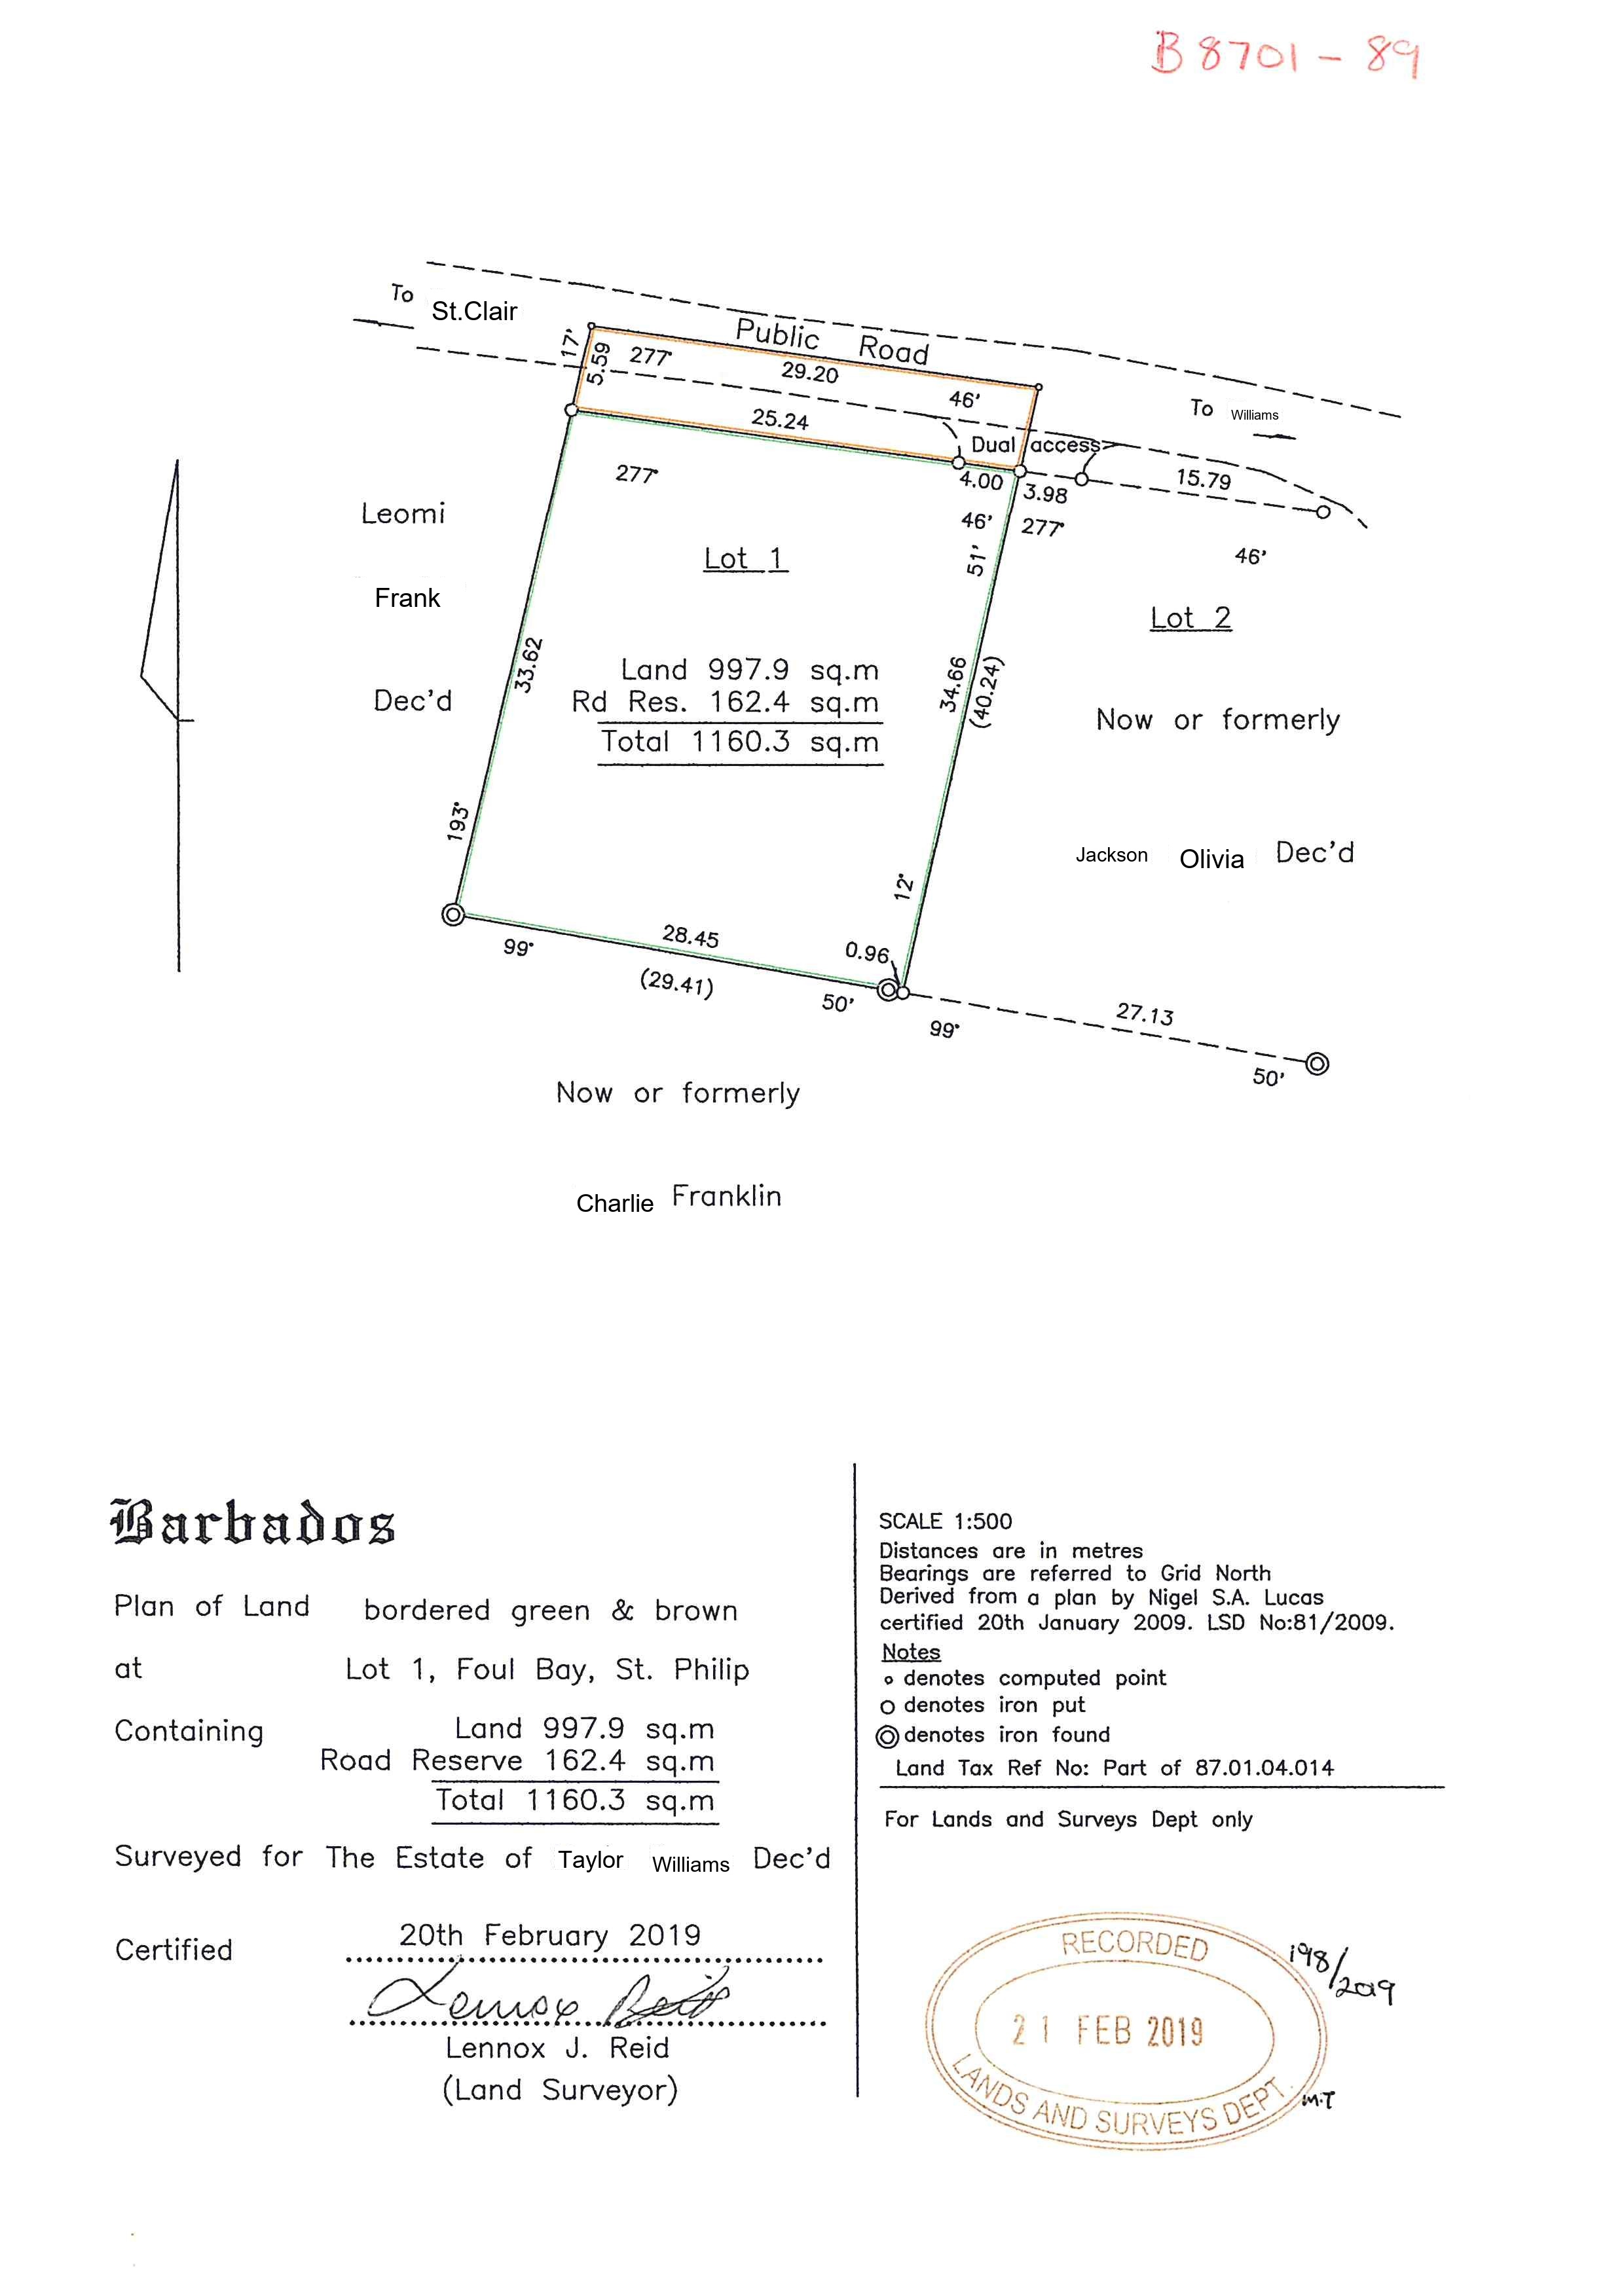 B 8701 - 89
To St.Clair
Public Road
17'
5.59
277°
29.20
46'
To Williams
25.24
Dual access
277°
4.00
3.98
15.79
46'
277°
46'
Leomi
Frank
Dec'd
Lot 1
51'
Lot 2
33.62
Land 997.9 sq.m
Rd Res. 162.4 sq.m
Total 1160.3 sq.m
34.66
(40.24)
Now or formerly
Jackson Olivia Dec'd
193°
12°
99°
28.45
(29.41)
0.96
50'
99°
27.13
50'
Now or formerly
Charlie Franklin
Barbados
Plan of Land bordered green & brown
at Lot 1, Foul Bay, St. Philip
Containing Land 997.9 sq.m
Road Reserve 162.4 sq.m
Total 1160.3 sq.m
Surveyed for The Estate of Taylor Williams Dec'd
Certified 20th February 2019
Lennox Reid
Lennox J. Reid
(Land Surveyor)
SCALE 1:500
Distances are in metres
Bearings are referred to Grid North
Derived from a plan by Nigel S.A. Lucas
certified 20th January 2009. LSD No:81/2009.
Notes
denotes computed point
denotes iron put
denotes iron found
Land Tax Ref No: Part of 87.01.04.014
For Lands and Surveys Dept only
RECORDED
21 FEB 2019
LANDS AND SURVEYS DEPT.
198/2019
M.T